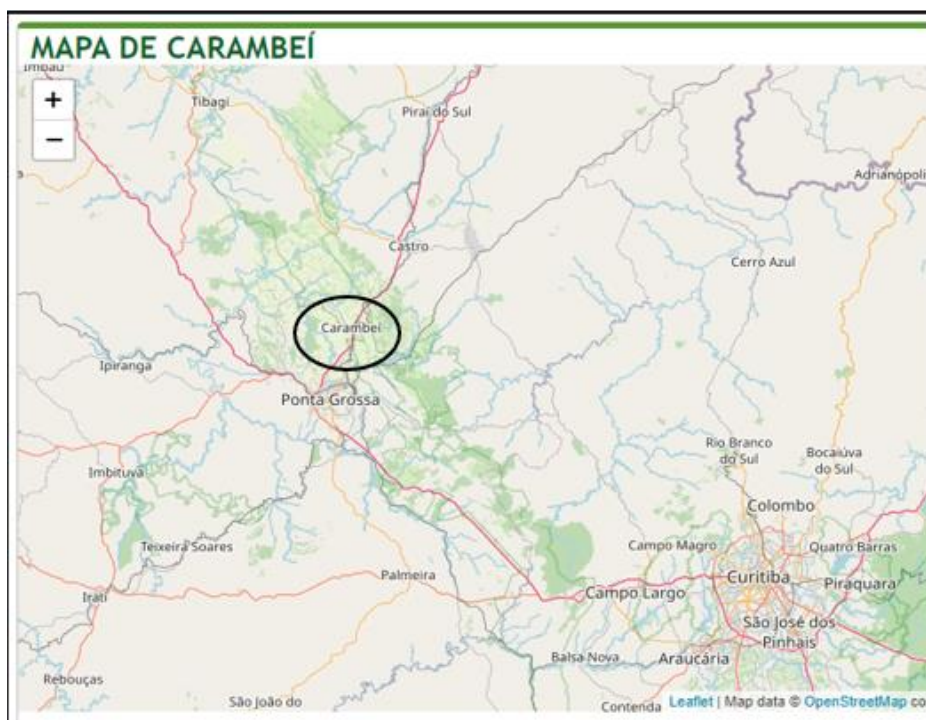 MAPA DE CARAMBEÍ
Imbaú
+
−
Tibagi
Piraí do Sul
Adrianópoli
Castro
Cerro Azul
Carambeí
Ipiranga
Ponta Grossa
Rio Branco
do Sul
Bocaiúva
do Sul
Imbituva
Colombo
Teixeira Soares
Campo Magro
Quatro Barras
Palmeira
Curitiba
Piraquara
Irati
Campo Largo
São José dos
Pinhais
Balsa Nova
Araucária
Rebouças
São João do
Contenda
Leaflet | Map data © OpenStreetMap co